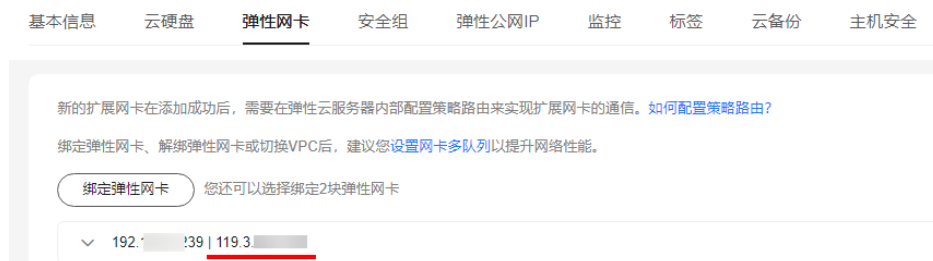 基本信息 云硬盘 弹性网卡 安全组 弹性公网IP 监控 标签 云备份 主机安全
新的扩展网卡在添加成功后，需要在弹性云服务器内部配置策略路由来实现扩展网卡的通信。如何配置策略路由？
绑定弹性网卡、解绑弹性网卡或切换VPC后，建议您设置网卡多队列以提升网络性能。
绑定弹性网卡 您还可以选择绑定2块弹性网卡
192. 239 | 119.3.